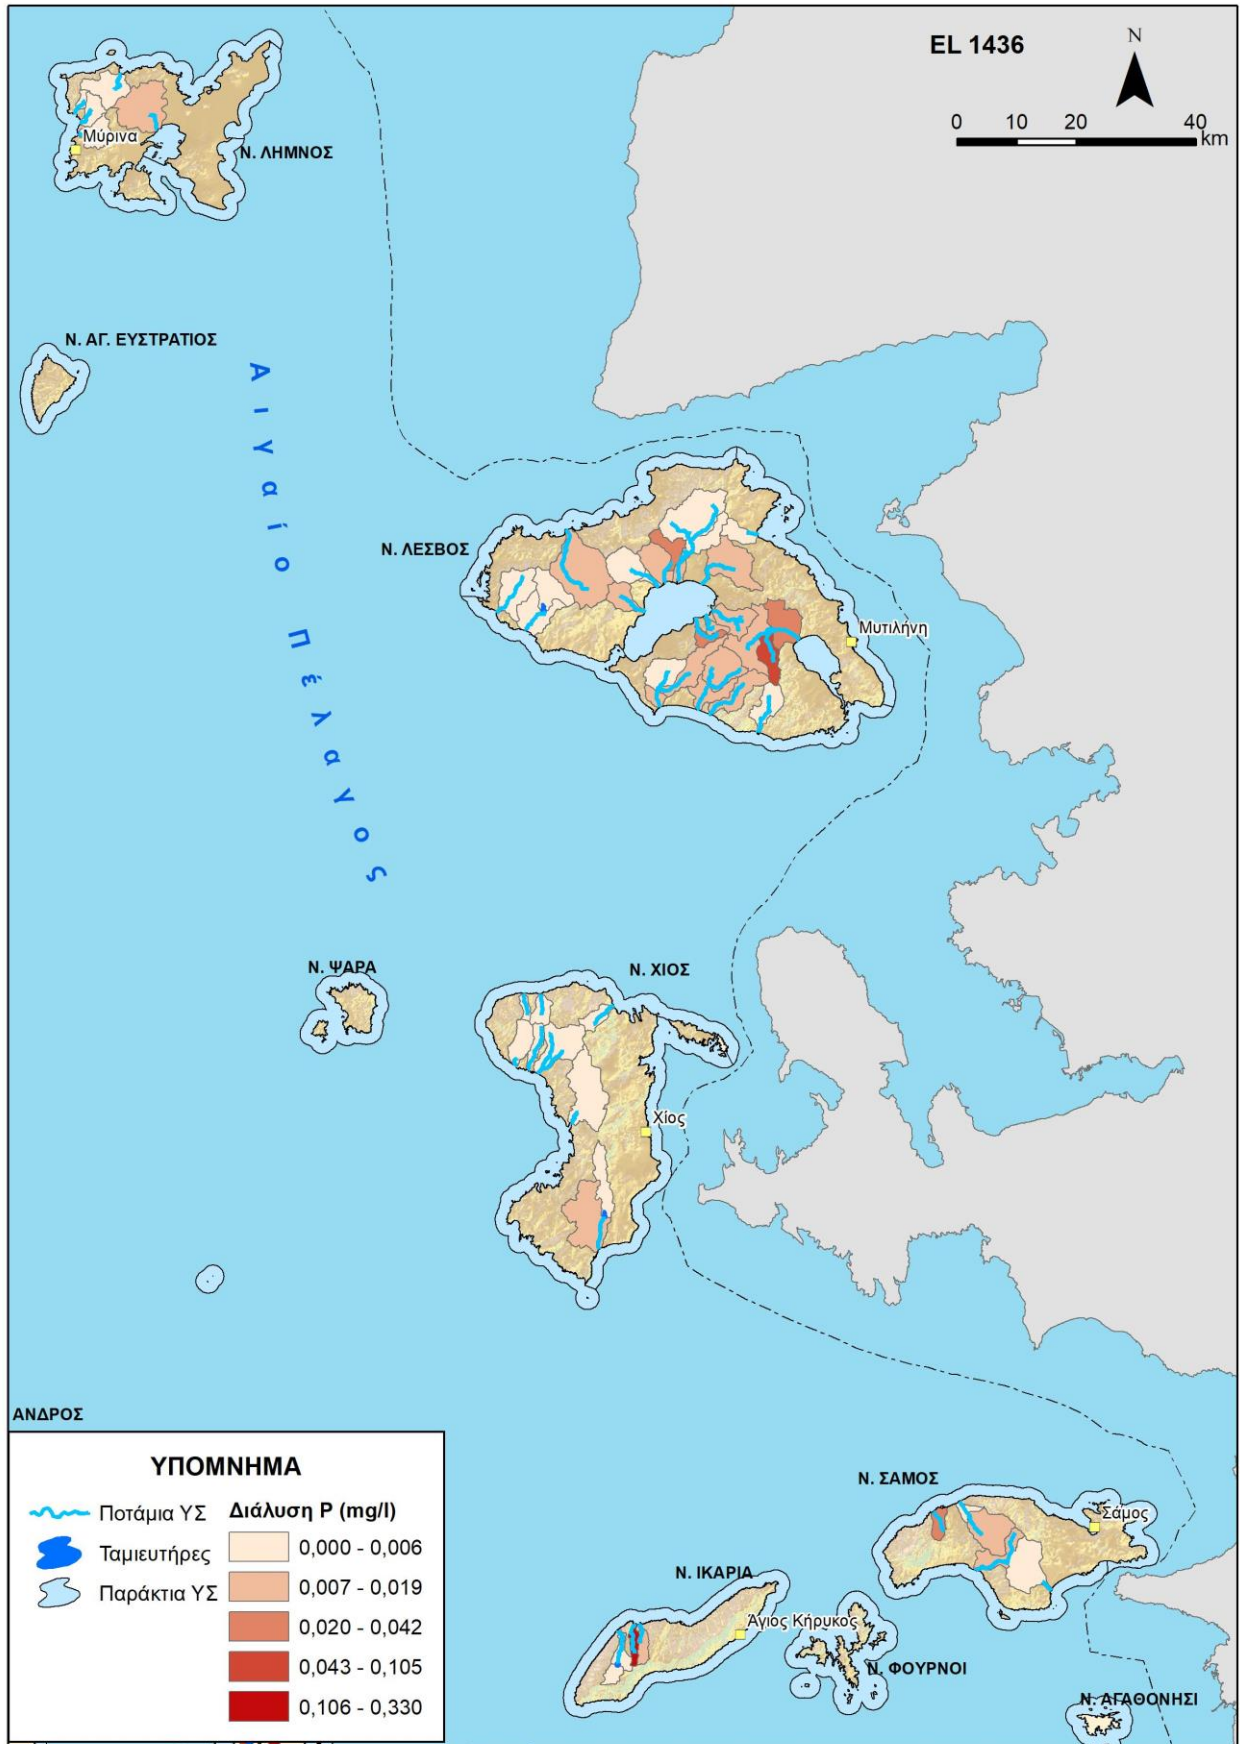 EL 1436
N
0 10 20 40
km
Μύρινα
Ν. ΛΗΜΝΟΣ
Ν. ΑΓ. ΕΥΣΤΡΑΤΙΟΣ
Αιγαίο Πέλαγος
Ν. ΛΕΣΒΟΣ
Μυτιλήνη
Ν. ΨΑΡΑ
Ν. ΧΙΟΣ
Χίος
ΑΝΔΡΟΣ
Ν. ΣΑΜΟΣ
Σάμος
Ν. ΙΚΑΡΙΑ
Άγιος Κήρυκος
Ν. ΦΟΥΡΝΟΙ
Ν. ΑΓΑΘΟΝΗΣΙ
ΥΠΟΜΝΗΜΑ
Ποτάμια ΥΣ
Ταμιευτήρες
Παράκτια ΥΣ
Διάλυση P (mg/l)
0,000 - 0,006
0,007 - 0,019
0,020 - 0,042
0,043 - 0,105
0,106 - 0,330